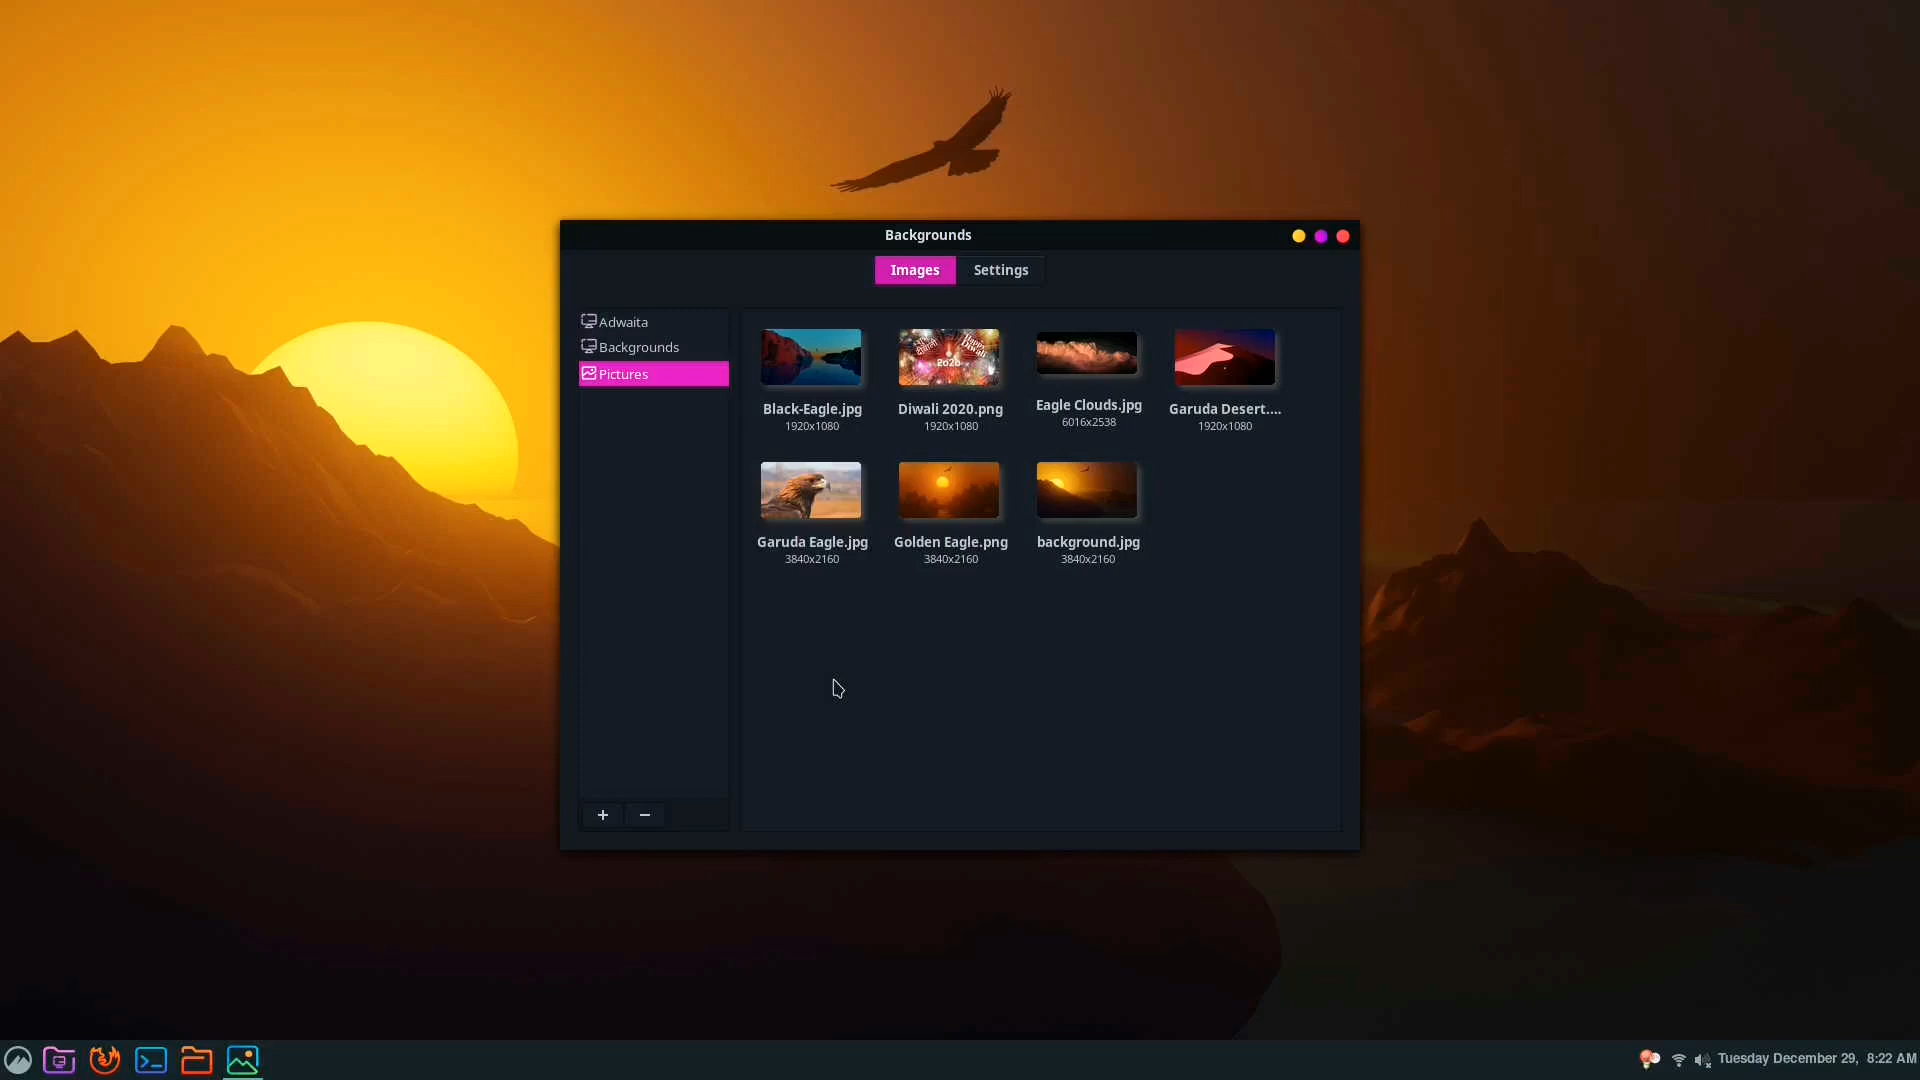 Backgrounds
Images Settings
Adwaita
Backgrounds
Pictures
Black-Eagle.jpg
1920x1080
Diwali 2020.png
1920x1080
Eagle Clouds.jpg
6016x2538
Garuda Desert....
1920x1080
Garuda Eagle.jpg
3840x2160
Golden Eagle.png
3840x2160
background.jpg
3840x2160
+ −
Tuesday December 29, 8:22 AM